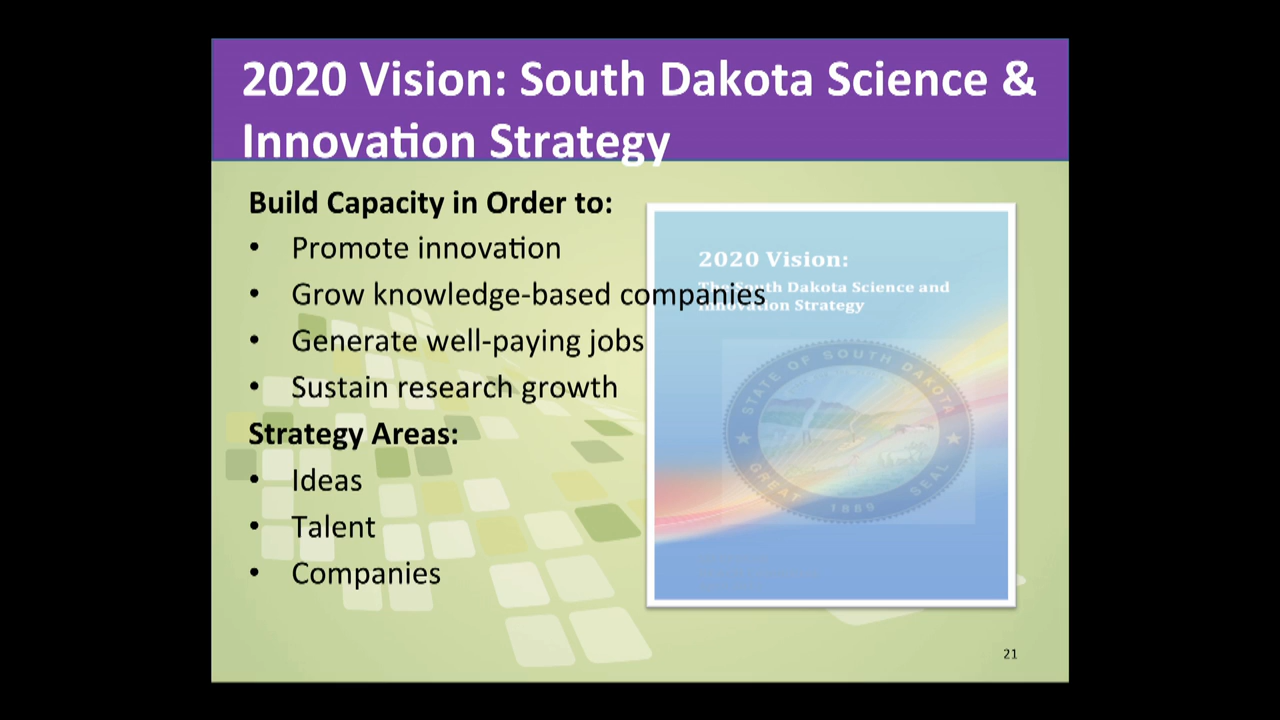 2020 Vision: South Dakota Science &
Innovation Strategy
Build Capacity in Order to:
• Promote innovation
• Grow knowledge-based companies
• Generate well-paying jobs
• Sustain research growth
Strategy Areas:
• Ideas
• Talent
• Companies
2020 Vision:
The South Dakota Science and
Innovation Strategy
STATE OF SOUTH DAKOTA
GREAT SEAL
1889
21